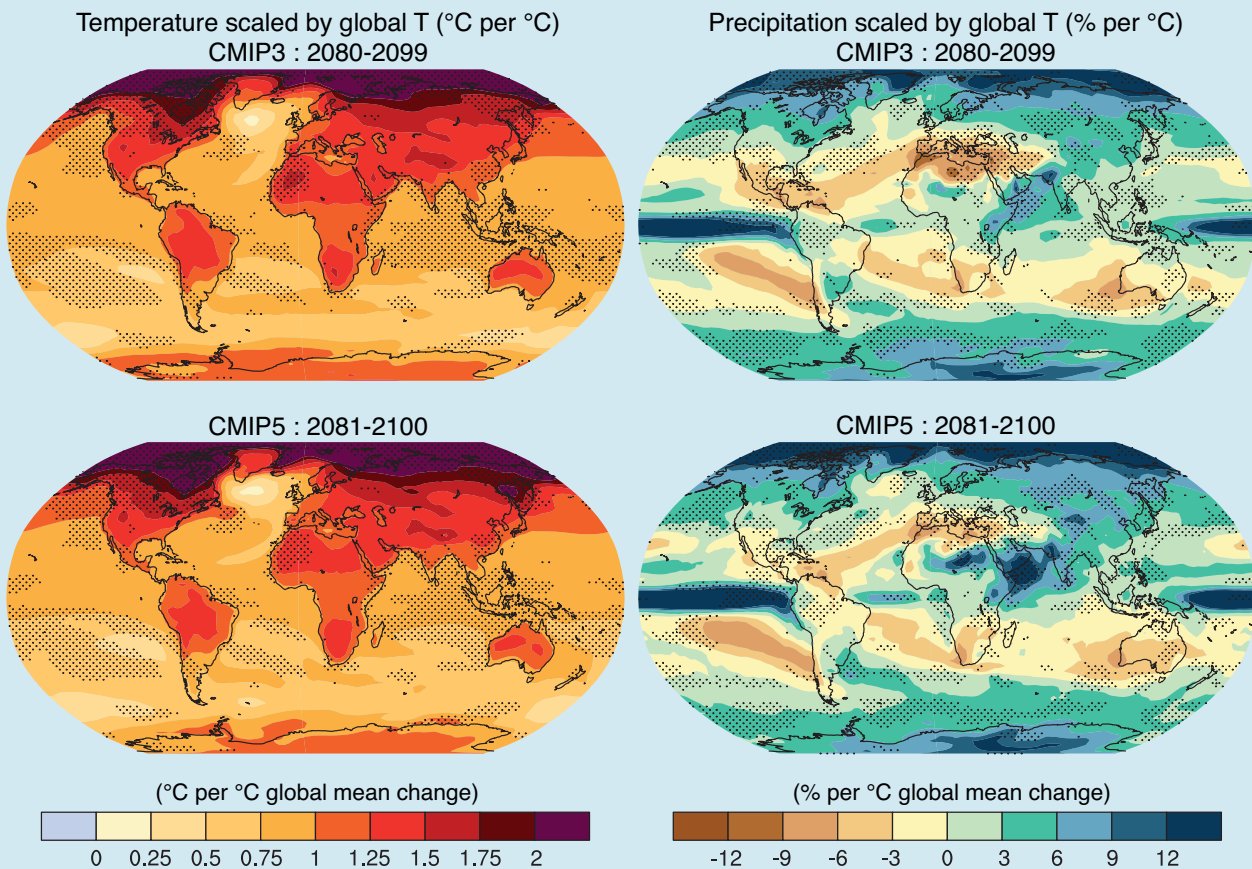 Temperature scaled by global T (°C per °C)
CMIP3 : 2080-2099
Precipitation scaled by global T (% per °C)
CMIP3 : 2080-2099
CMIP5 : 2081-2100
CMIP5 : 2081-2100
(°C per °C global mean change)
0 0.25 0.5 0.75 1 1.25 1.5 1.75 2
(% per °C global mean change)
-12 -9 -6 -3 0 3 6 9 12